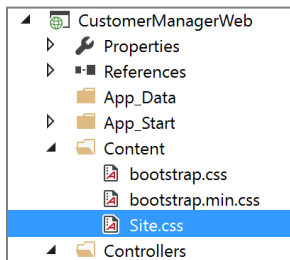 CustomerManagerWeb
Properties
References
App_Data
App_Start
Content
bootstrap.css
bootstrap.min.css
Site.css
Controllers